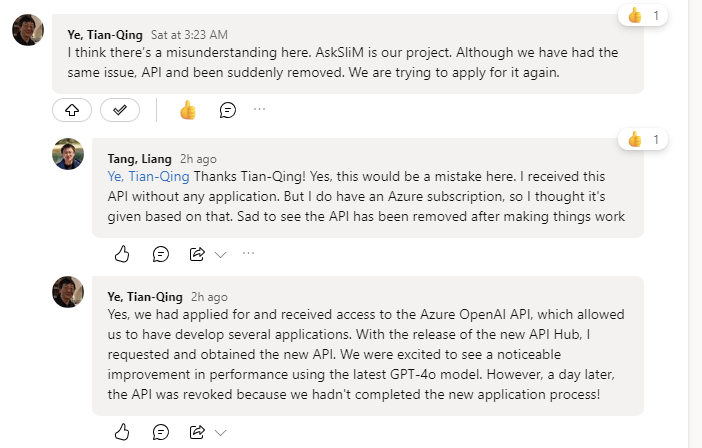 👍 1
Ye, Tian-Qing Sat at 3:23 AM
I think there's a misunderstanding here. AskSliM is our project. Although we have had the
same issue, API and been suddenly removed. We are trying to apply for it again.
👍 1
Tang, Liang 2h ago
Ye, Tian-Qing Thanks Tian-Qing! Yes, this would be a mistake here. I received this
API without any application. But I do have an Azure subscription, so I thought it's
given based on that. Sad to see the API has been removed after making things work
Ye, Tian-Qing 2h ago
Yes, we had applied for and received access to the Azure OpenAI API, which allowed
us to have develop several applications. With the release of the new API Hub, I
requested and obtained the new API. We were excited to see a noticeable
improvement in performance using the latest GPT-4o model. However, a day later,
the API was revoked because we hadn't completed the new application process!